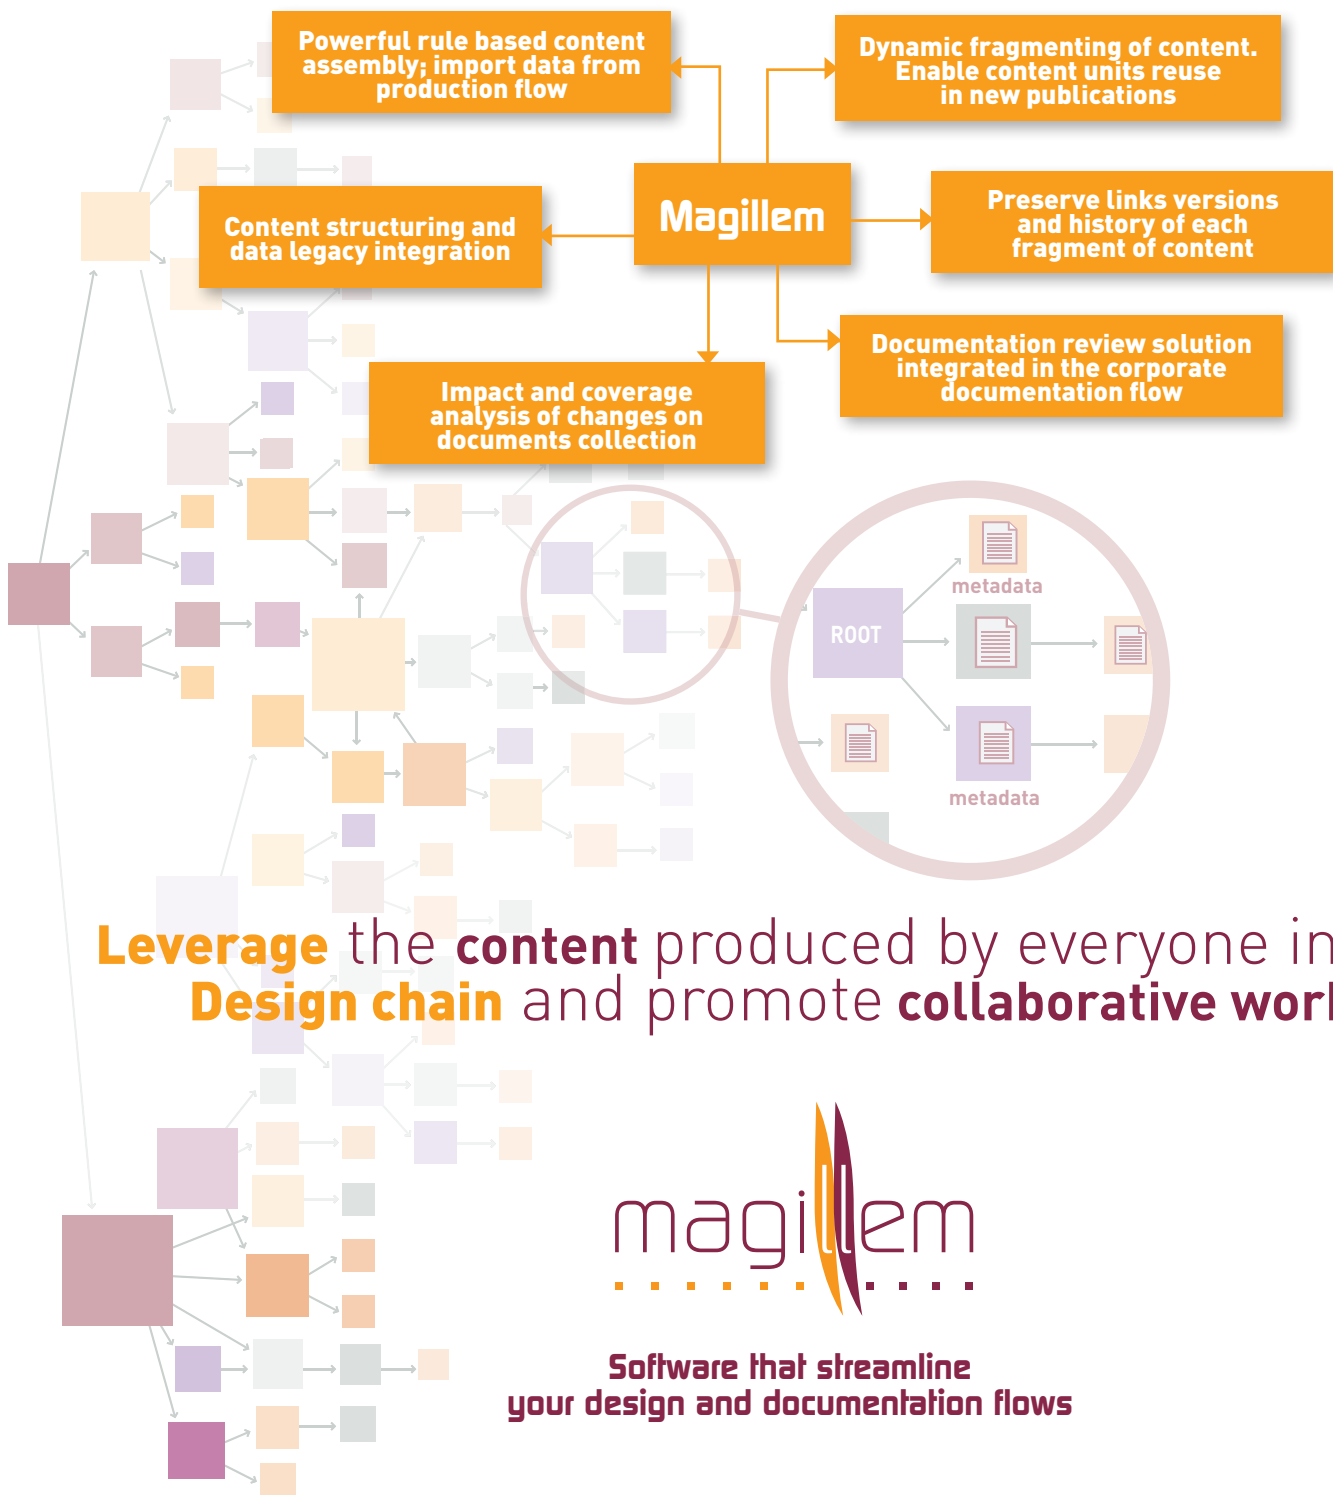 Powerful rule based content
assembly; import data from
production flow
Dynamic fragmenting of content.
Enable content units reuse
in new publications
Magillem
Content structuring and
data legacy integration
Preserve links versions
and history of each
fragment of content
Documentation review solution
integrated in the corporate
documentation flow
Impact and coverage
analysis of changes on
documents collection
metadata
ROOT
metadata
Leverage the content produced by everyone in
Design chain and promote collaborative work
magillem
Software that streamline
your design and documentation flows